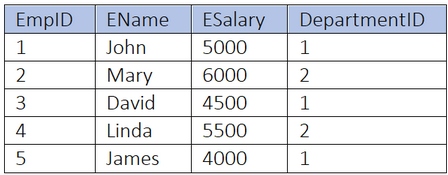 EmpID EName ESalary DepartmentID
1 John 5000 1
2 Mary 6000 2
3 David 4500 1
4 Linda 5500 2
5 James 4000 1